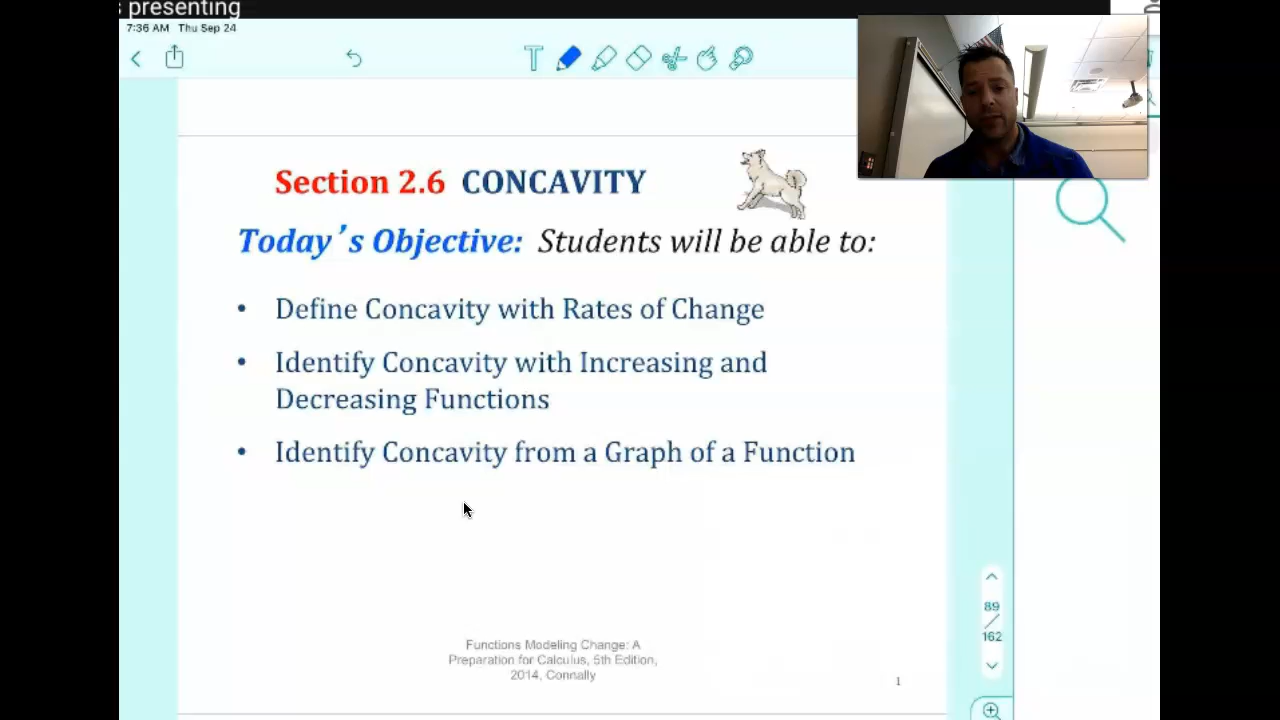 s presenting
7:36 AM Thu Sep 24
T
Section 2.6 CONCAVITY
Today's Objective: Students will be able to:
• Define Concavity with Rates of Change
• Identify Concavity with Increasing and
Decreasing Functions
• Identify Concavity from a Graph of a Function
89
/
162
Functions Modeling Change: A
Preparation for Calculus, 5th Edition,
2014, Connally
1